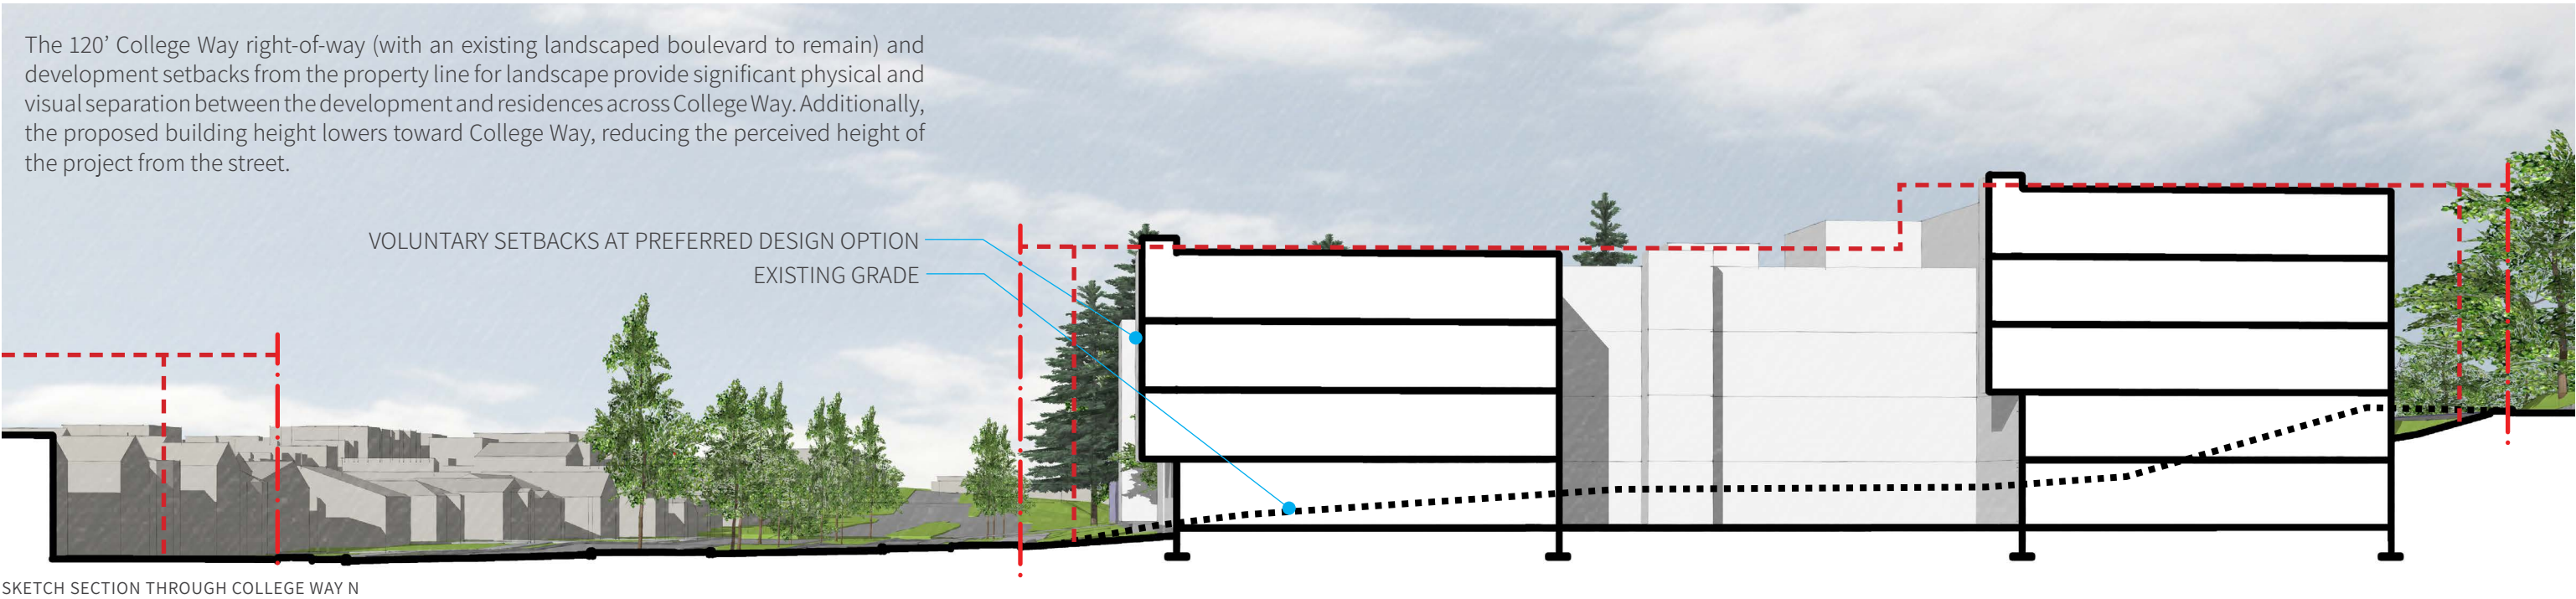 The 120’ College Way right-of-way (with an existing landscaped boulevard to remain) and
development setbacks from the property line for landscape provide significant physical and
visual separation between the development and residences across College Way. Additionally,
the proposed building height lowers toward College Way, reducing the perceived height of
the project from the street.
VOLUNTARY SETBACKS AT PREFERRED DESIGN OPTION
EXISTING GRADE
SKETCH SECTION THROUGH COLLEGE WAY N